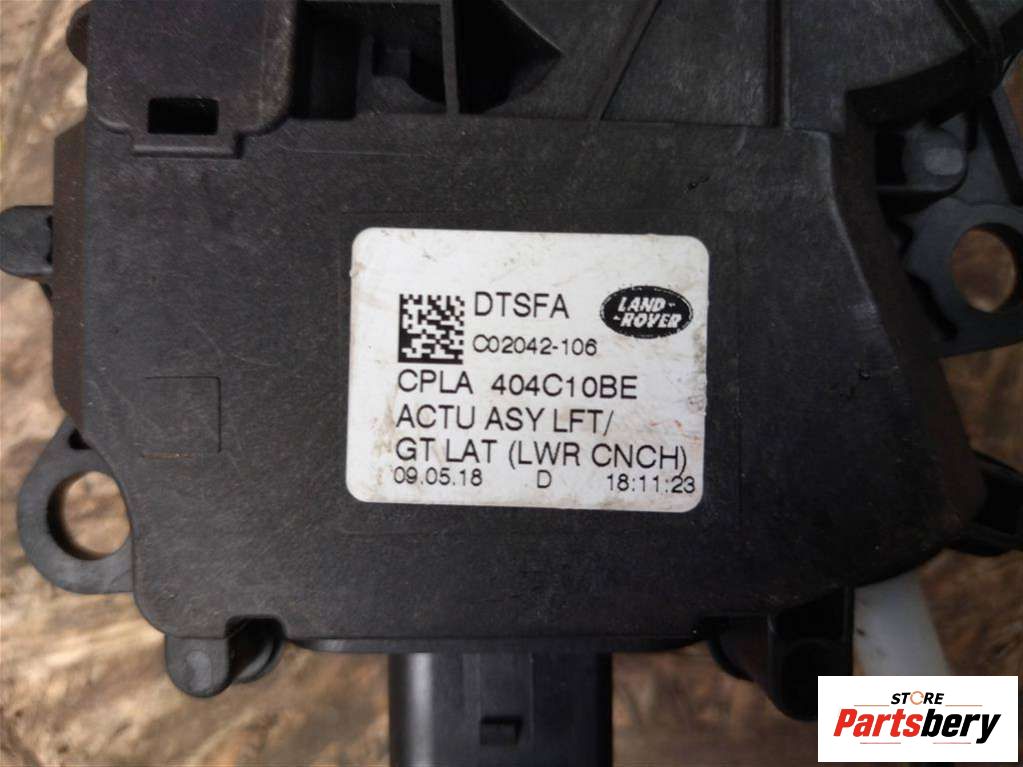 DTSFA
LAND-
-ROVER
C02042-106
CPLA 404C10BE
ACTU ASY LFT/
GT LAT (LWR CNCH)
09.05.18 D 18:11:23
STORE
Partsbery